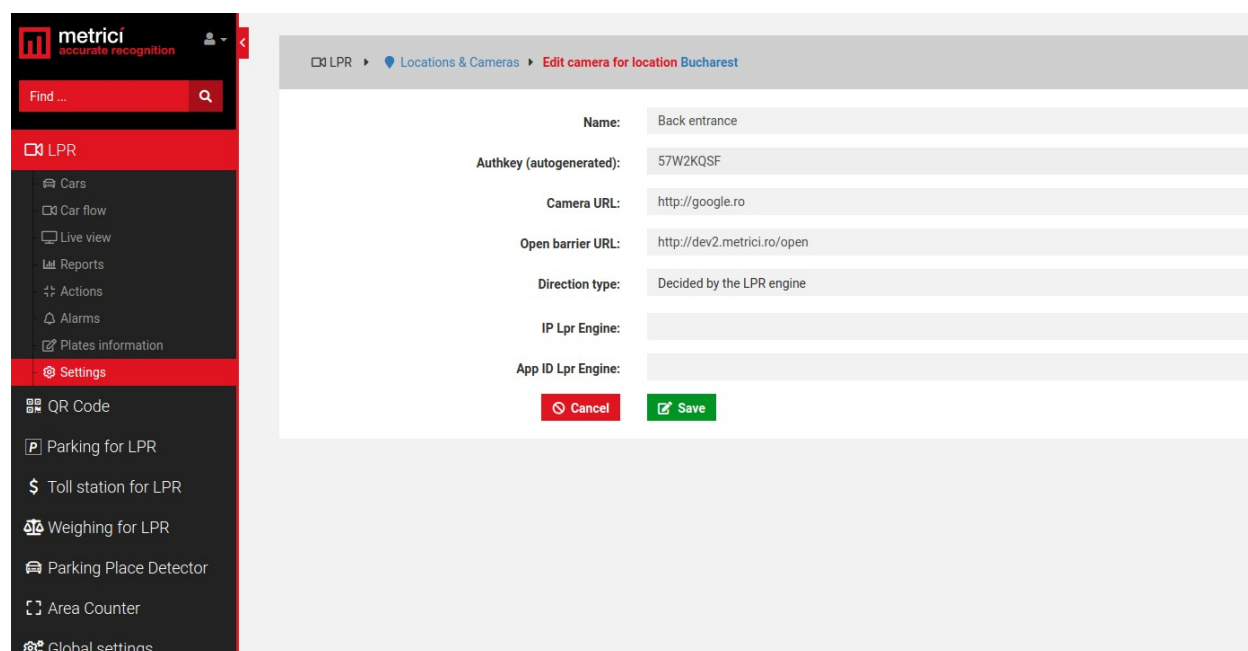 metrici
accurate recognition
Find ...
LPR
Cars
Car flow
Live view
Reports
Actions
Alarms
Plates information
Settings
QR Code
P Parking for LPR
$ Toll station for LPR
Weighing for LPR
Parking Place Detector
Area Counter
Global settings
LPR Locations & Cameras Edit camera for location Bucharest
Name: Back entrance
Authkey (autogenerated): 57W2KQSF
Camera URL: http://google.ro
Open barrier URL: http://dev2.metrici.ro/open
Direction type: Decided by the LPR engine
IP Lpr Engine:
App ID Lpr Engine:
Cancel Save